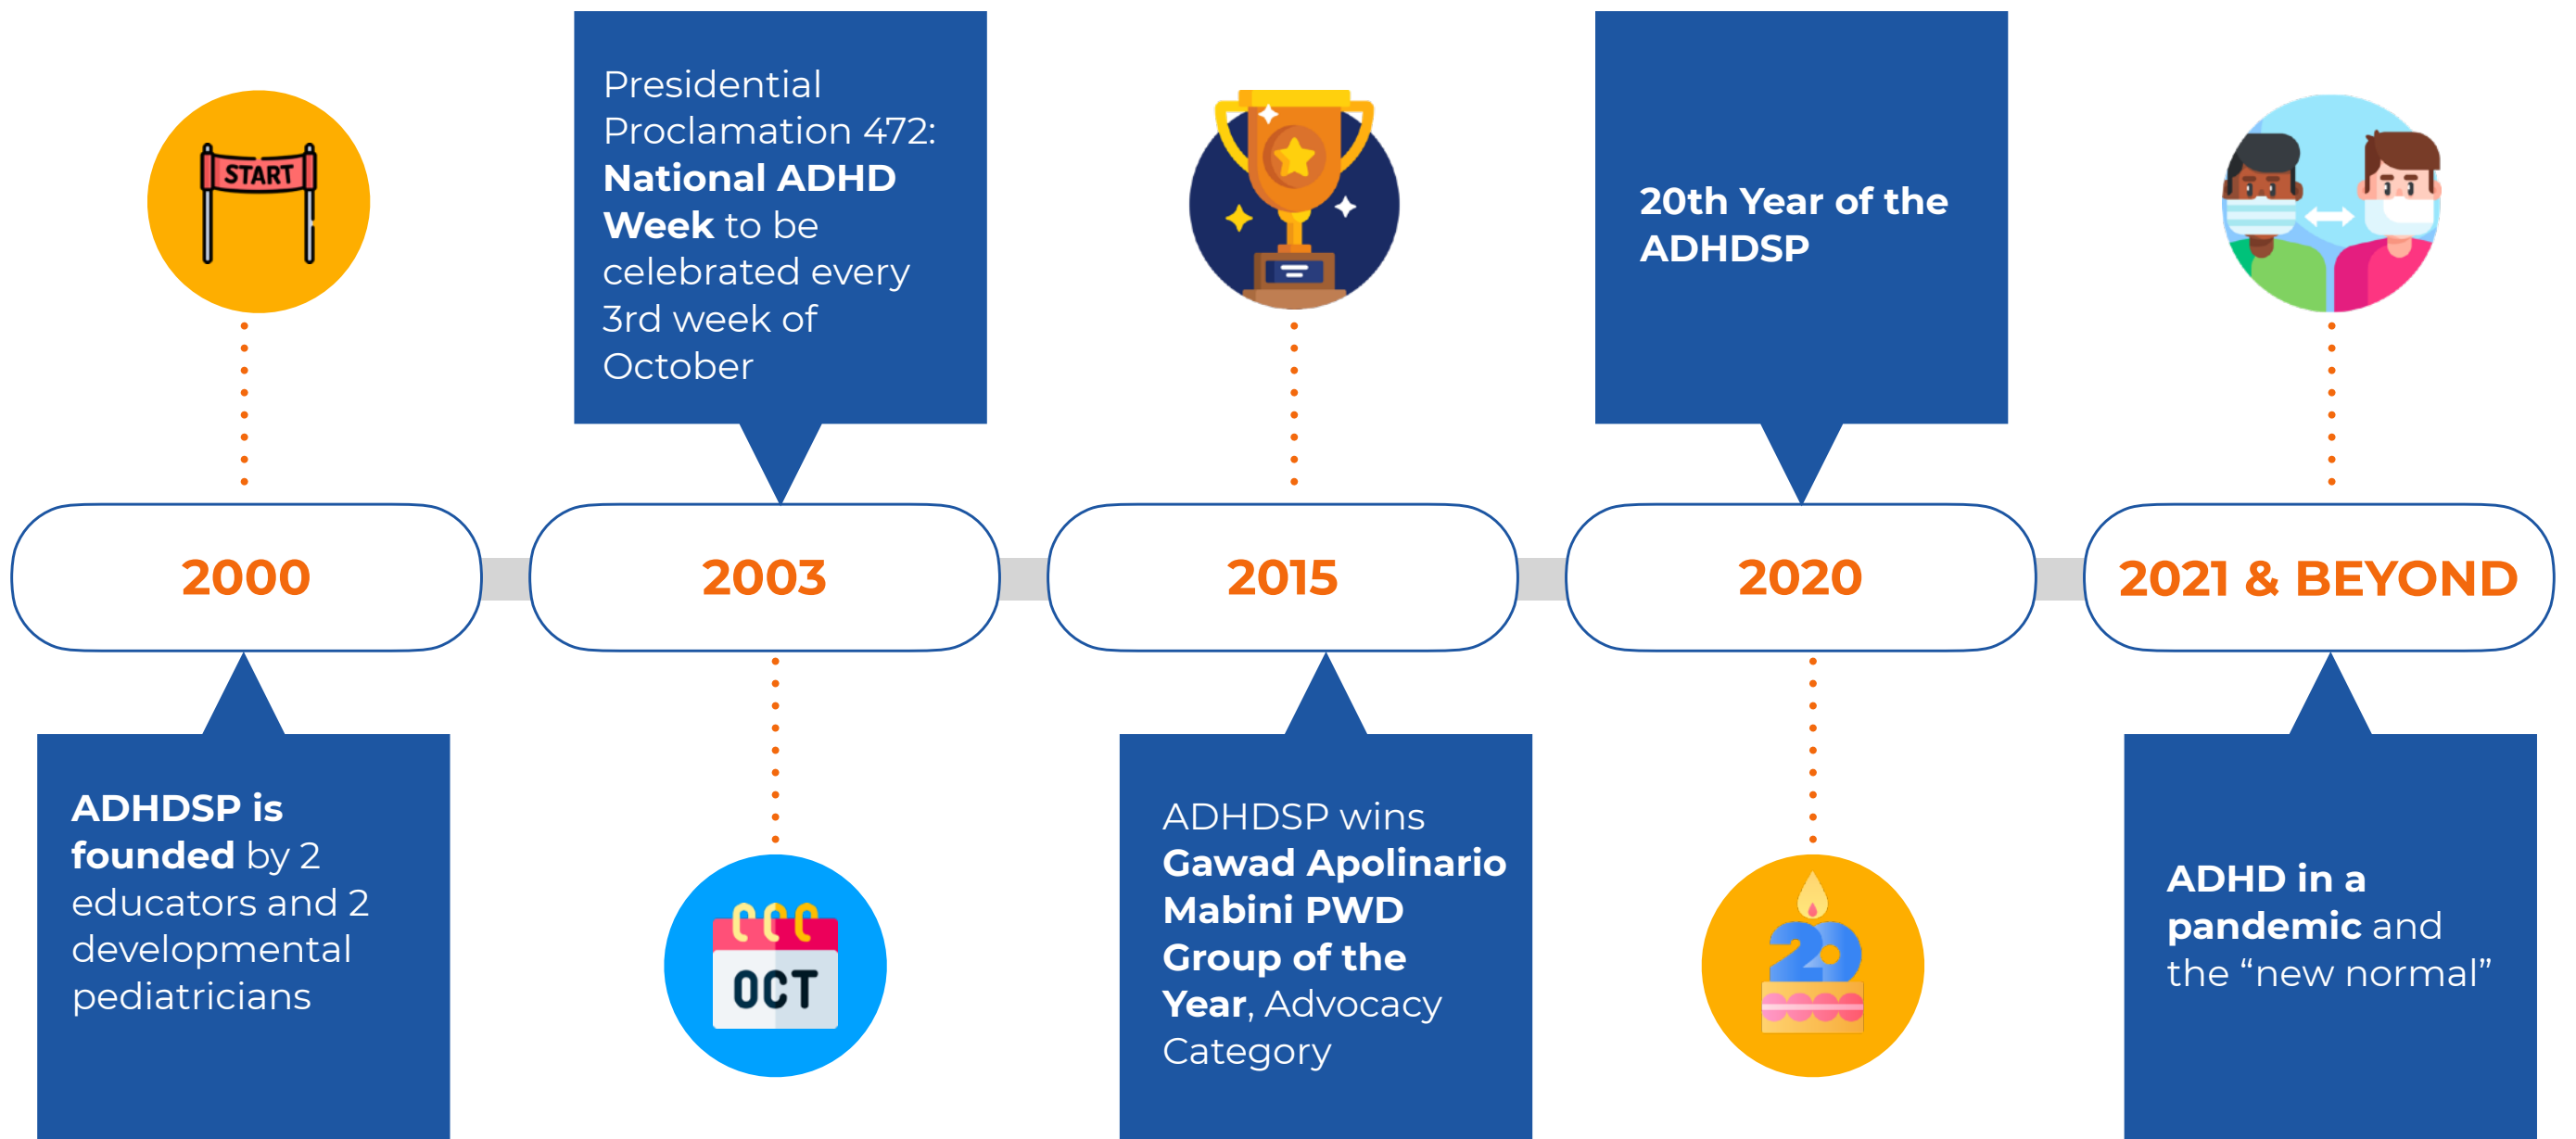 START
Presidential
Proclamation 472:
National ADHD
Week to be
celebrated every
3rd week of
October
20th Year of the
ADHDSP
2000
2003
2015
2020
2021 & BEYOND
ADHDSP is
founded by 2
educators and 2
developmental
pediatricians
OCT
ADHDSP wins
Gawad Apolinario
Mabini PWD
Group of the
Year, Advocacy
Category
20
ADHD in a
pandemic and
the “new normal”